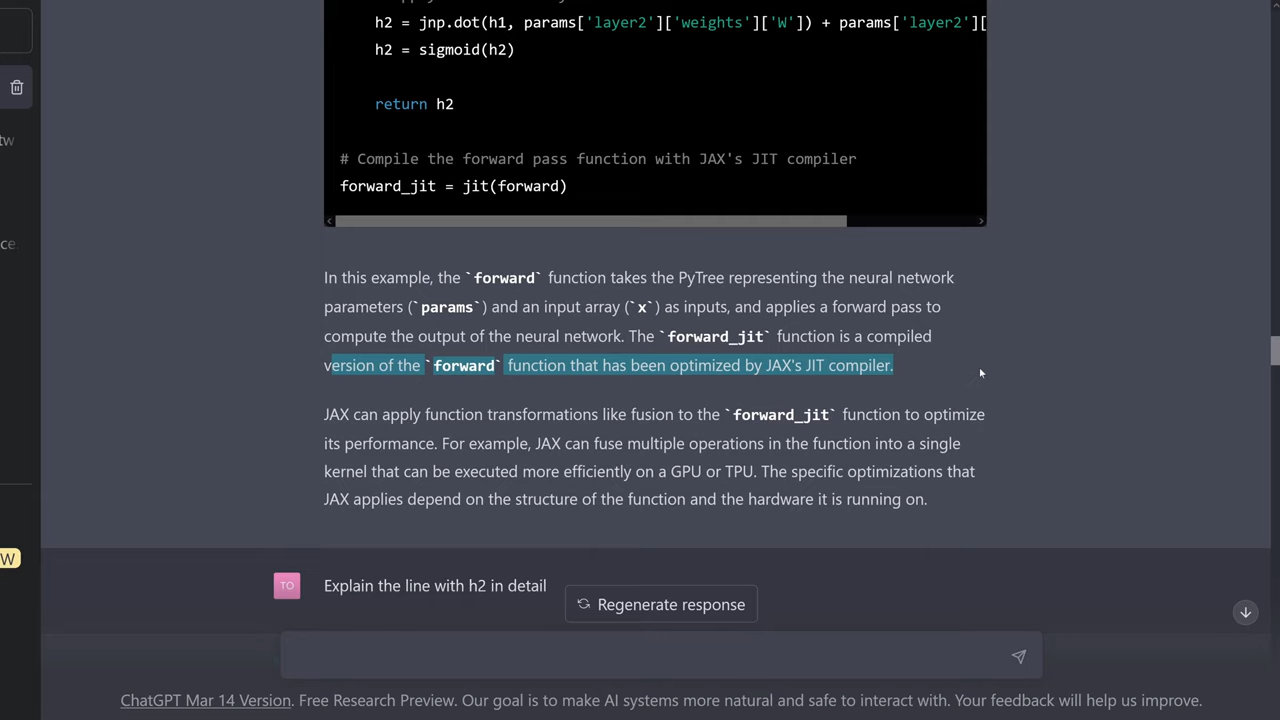 h2 = jnp.dot(h1, params['layer2']['weights']['W']) + params['layer2'][
h2 = sigmoid(h2)
return h2
# Compile the forward pass function with JAX's JIT compiler
forward_jit = jit(forward)
tw
ce.
In this example, the `forward` function takes the PyTree representing the neural network
parameters (`params`) and an input array (`x`) as inputs, and applies a forward pass to
compute the output of the neural network. The `forward_jit` function is a compiled
version of the `forward` function that has been optimized by JAX's JIT compiler.
JAX can apply function transformations like fusion to the `forward_jit` function to optimize
its performance. For example, JAX can fuse multiple operations in the function into a single
kernel that can be executed more efficiently on a GPU or TPU. The specific optimizations that
JAX applies depend on the structure of the function and the hardware it is running on.
W
TO
Explain the line with h2 in detail
Regenerate response
ChatGPT Mar 14 Version. Free Research Preview. Our goal is to make AI systems more natural and safe to interact with. Your feedback will help us improve.